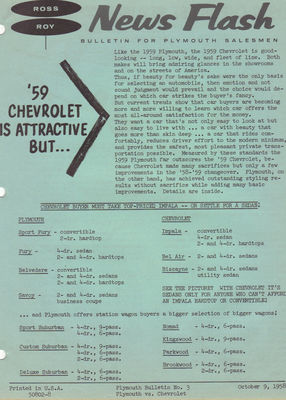 ROSS
ROY
News Flash
BULLETIN FOR PLYMOUTH SALESMEN
'59
CHEVROLET
IS ATTRACTIVE
BUT...
Like the 1959 Plymouth, the 1959 Chevrolet is good-
looking -- long, low, wide, and fleet of line. Both
makes will bring admiring glances in the showrooms
and on the streets of America.
Thus, if beauty for beauty's sake were the only basis
for selecting an automobile, then emotion and not
sound judgment would prevail and the choice would de-
pend on which car strikes the buyer's fancy.
But current trends show that car buyers are becoming
more and more willing to learn which car offers the
most all-around satisfaction for the money.
They want a car that's not only easy to look at but
also easy to live with ... a car with beauty that
goes more than skin deep ... a car that rides com-
fortably, reduces driver effort to the modern minimum,
and provides the safest, most pleasant private trans-
portation possible. Measured by these standards the
1959 Plymouth far outscores the '59 Chevrolet, be-
cause Chevrolet made many sacrifices but only a few
improvements in the '58-'59 changeover. Plymouth, on
the other hand, has achieved outstanding styling re-
sults without sacrifice while adding many basic
improvements. Details are inside.
CHEVROLET BUYER MUST TAKE TOP-PRICED IMPALA -- OR SETTLE FOR A SEDAN:
PLYMOUTH
Sport Fury - convertible
2-dr. hardtop
Fury - 4-dr. sedan
2- and 4-dr. hardtops
Belvedere - convertible
2- and 4-dr. sedans
2- and 4-dr. hardtops
Savoy - 2- and 4-dr. sedans
business coupe
CHEVROLET
Impala - convertible
4-dr. sedan
2- and 4-dr. hardtops
Bel Air - 2- and 4-dr. sedans
Biscayne - 2- and 4-dr. sedans
utility sedan
SEE THE PICTURE? WITH CHEVROLET IT'S
SEDANS ONLY FOR ANYONE WHO CAN'T AFFORD
AN IMPALA HARDTOP OR CONVERTIBLE!
... and Plymouth offers station wagon buyers a bigger selection of bigger wagons!
Sport Suburban - 4-dr., 6-pass.
- 4-dr., 9-pass.
Custom Suburban - 4-dr., 9-pass.
- 4-dr., 6-pass.
- 2-dr., 6-pass.
Deluxe Suburban - 4-dr., 6-pass.
- 2-dr., 6-pass.
Nomad - 4-dr., 6-pass.
Kingswood - 4-dr., 9-pass.
Parkwood - 4-dr., 6-pass.
Brookwood - 4-dr., 6-pass.
- 2-dr., 6-pass.
Printed in U.S.A.
50802-8
Plymouth Bulletin No. 3
Plymouth vs. Chevrolet
October 9, 1958